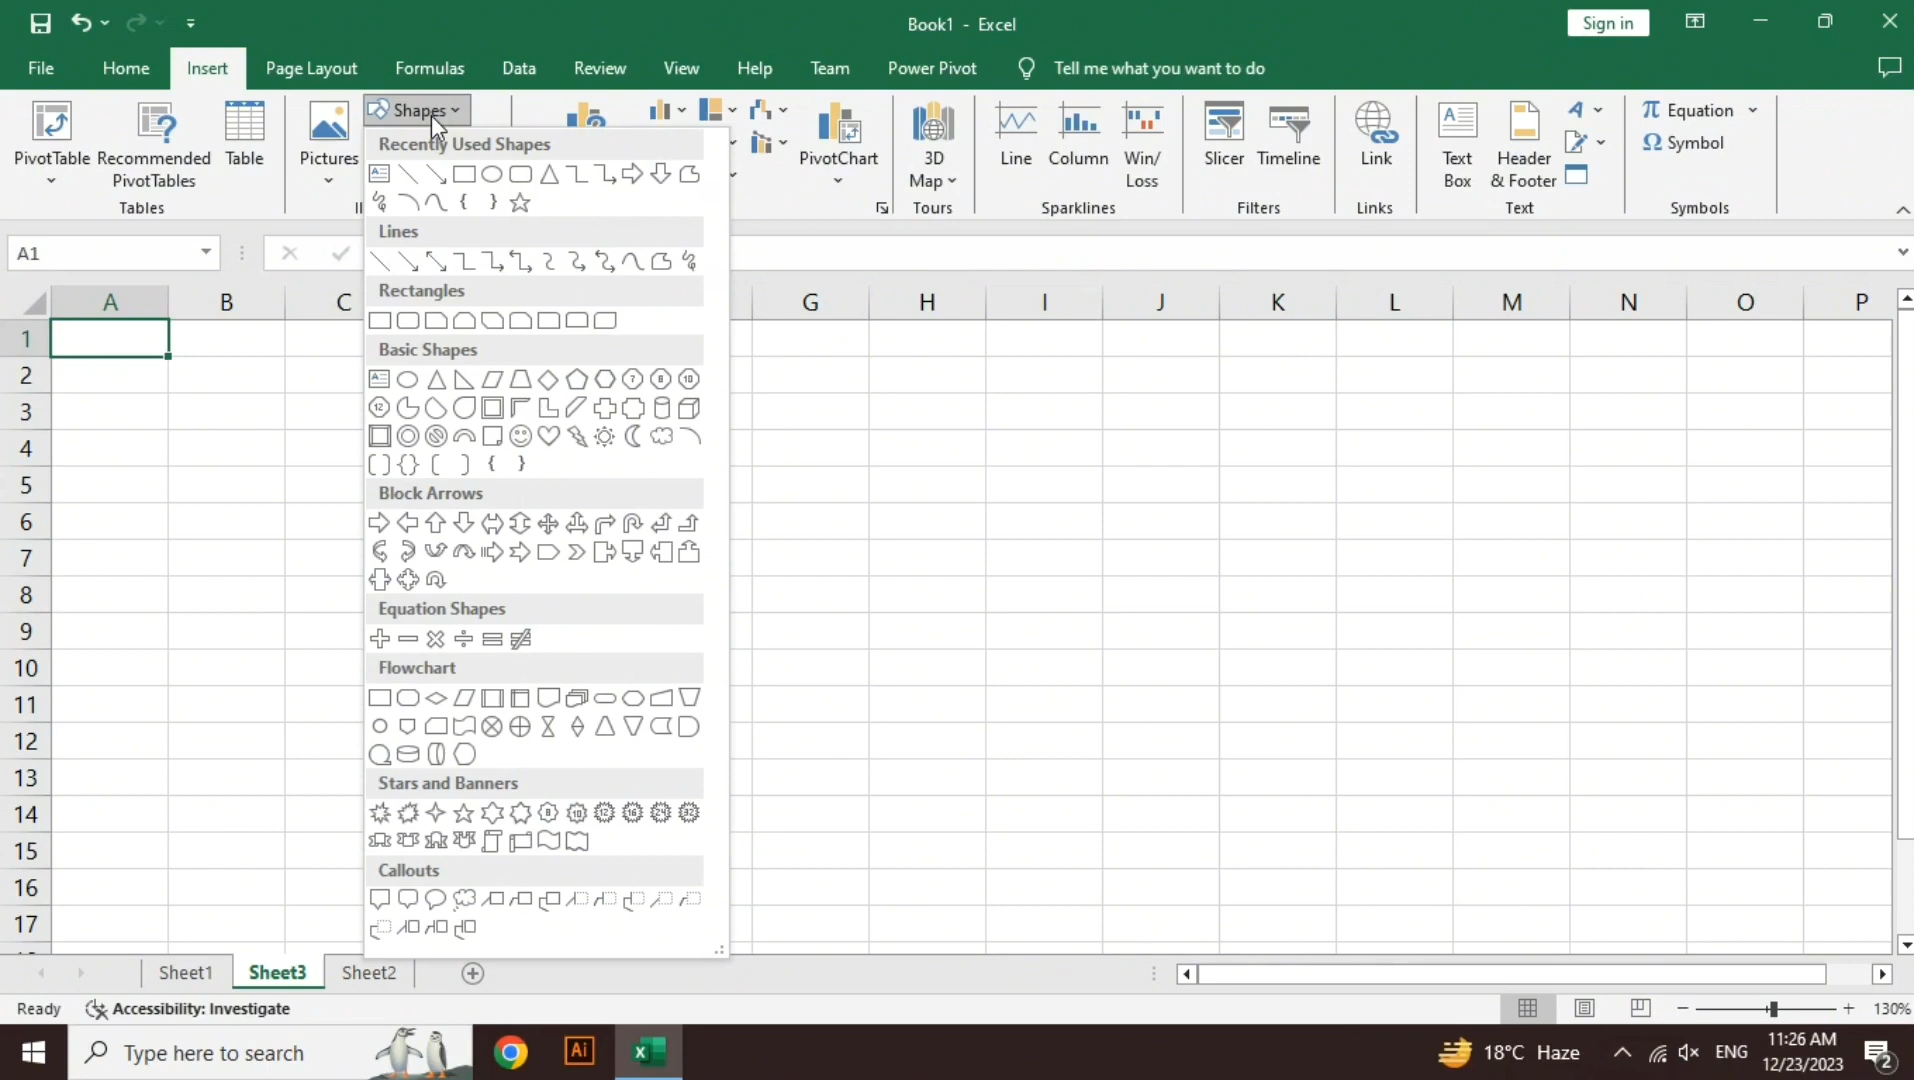 Book1 - Excel
Sign in
File
Home
Insert
Page Layout
Formulas
Data
Review
View
Help
Team
Power Pivot
Tell me what you want to do
PivotTable
Recommended
PivotTables
Table
Tables
Pictures
Shapes
PivotChart
3D
Map
Tours
Line
Column
Win/
Loss
Sparklines
Slicer
Timeline
Filters
Link
Links
Text
Box
Header
& Footer
Text
π Equation
Ω Symbol
Symbols
A1
Recently Used Shapes
Lines
Rectangles
Basic Shapes
Block Arrows
Equation Shapes
Flowchart
Stars and Banners
Callouts
A B C G H I J K L M N O P
1
2
3
4
5
6
7
8
9
10
11
12
13
14
15
16
17
Sheet1
Sheet3
Sheet2
Ready
Accessibility: Investigate
130%
Type here to search
Ai
18°C Haze
ENG
11:26 AM
12/23/2023
2